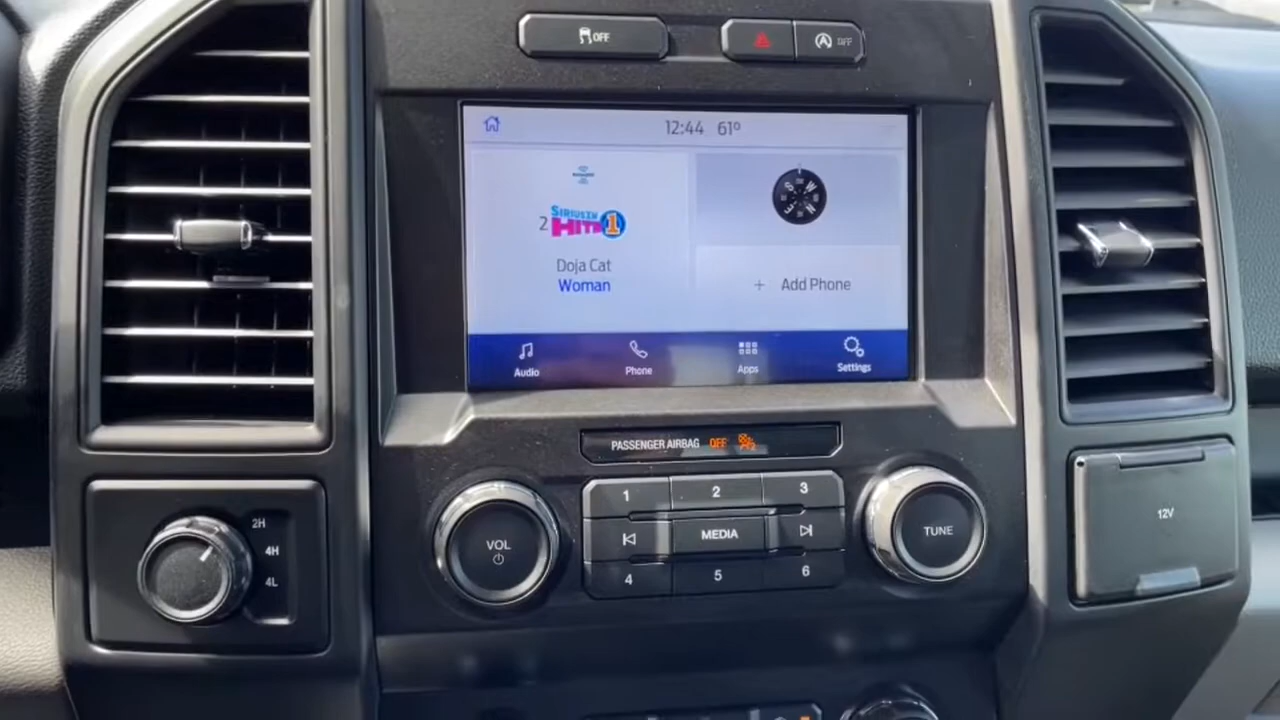 OFF
OFF
12:44 61°
2 SIRIUSXM HITS 1
Doja Cat
Woman
S W N
+ Add Phone
Audio Phone Apps Settings
PASSENGER AIRBAG OFF
2H
4H
4L
VOL
1 2 3
MEDIA
4 5 6
TUNE
12V